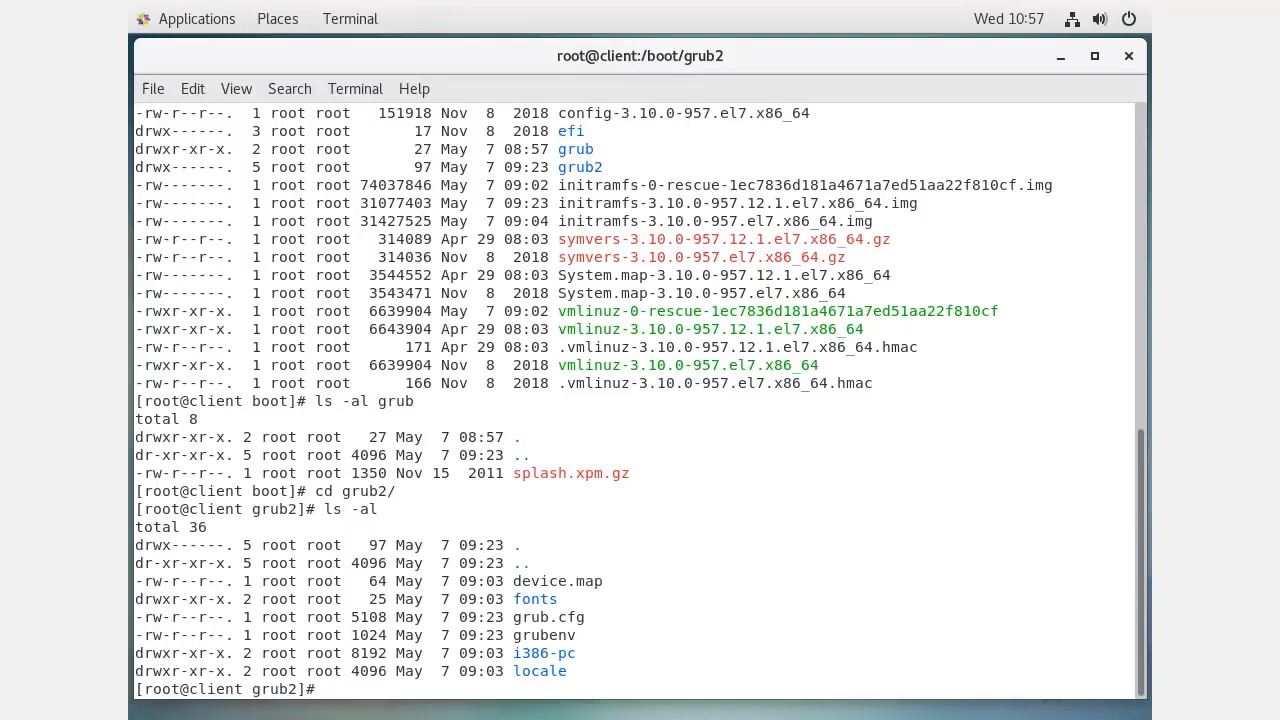 Applications Places Terminal Wed 10:57
root@client:/boot/grub2
File Edit View Search Terminal Help
-rw-r--r--.  1 root root   151918 Nov  8  2018 config-3.10.0-957.el7.x86_64
drwx------.  3 root root       17 Nov  8  2018 efi
drwxr-xr-x.  2 root root       27 May  7 08:57 grub
drwx------.  5 root root       97 May  7 09:23 grub2
-rw-------.  1 root root 74037846 May  7 09:02 initramfs-0-rescue-1ec7836d181a4671a7ed51aa22f810cf.img
-rw-------.  1 root root 31077403 May  7 09:23 initramfs-3.10.0-957.12.1.el7.x86_64.img
-rw-------.  1 root root 31427525 May  7 09:04 initramfs-3.10.0-957.el7.x86_64.img
-rw-r--r--.  1 root root   314089 Apr 29 08:03 symvers-3.10.0-957.12.1.el7.x86_64.gz
-rw-r--r--.  1 root root   314036 Nov  8  2018 symvers-3.10.0-957.el7.x86_64.gz
-rw-------.  1 root root  3544552 Apr 29 08:03 System.map-3.10.0-957.12.1.el7.x86_64
-rw-------.  1 root root  3543471 Nov  8  2018 System.map-3.10.0-957.el7.x86_64
-rwxr-xr-x.  1 root root  6639904 May  7 09:02 vmlinuz-0-rescue-1ec7836d181a4671a7ed51aa22f810cf
-rwxr-xr-x.  1 root root  6643904 Apr 29 08:03 vmlinuz-3.10.0-957.12.1.el7.x86_64
-rw-r--r--.  1 root root      171 Apr 29 08:03 .vmlinuz-3.10.0-957.12.1.el7.x86_64.hmac
-rwxr-xr-x.  1 root root  6639904 Nov  8  2018 vmlinuz-3.10.0-957.el7.x86_64
-rw-r--r--.  1 root root      166 Nov  8  2018 .vmlinuz-3.10.0-957.el7.x86_64.hmac
[root@client boot]# ls -al grub
total 8
drwxr-xr-x. 2 root root   27 May  7 08:57 .
dr-xr-xr-x. 5 root root 4096 May  7 09:23 ..
-rw-r--r--. 1 root root 1350 Nov 15  2011 splash.xpm.gz
[root@client boot]# cd grub2/
[root@client grub2]# ls -al
total 36
drwx------. 5 root root   97 May  7 09:23 .
dr-xr-xr-x. 5 root root 4096 May  7 09:23 ..
-rw-r--r--. 1 root root   64 May  7 09:03 device.map
drwxr-xr-x. 2 root root   25 May  7 09:03 fonts
-rw-r--r--. 1 root root 5108 May  7 09:23 grub.cfg
-rw-r--r--. 1 root root 1024 May  7 09:23 grubenv
drwxr-xr-x. 2 root root 8192 May  7 09:03 i386-pc
drwxr-xr-x. 2 root root 4096 May  7 09:03 locale
[root@client grub2]#